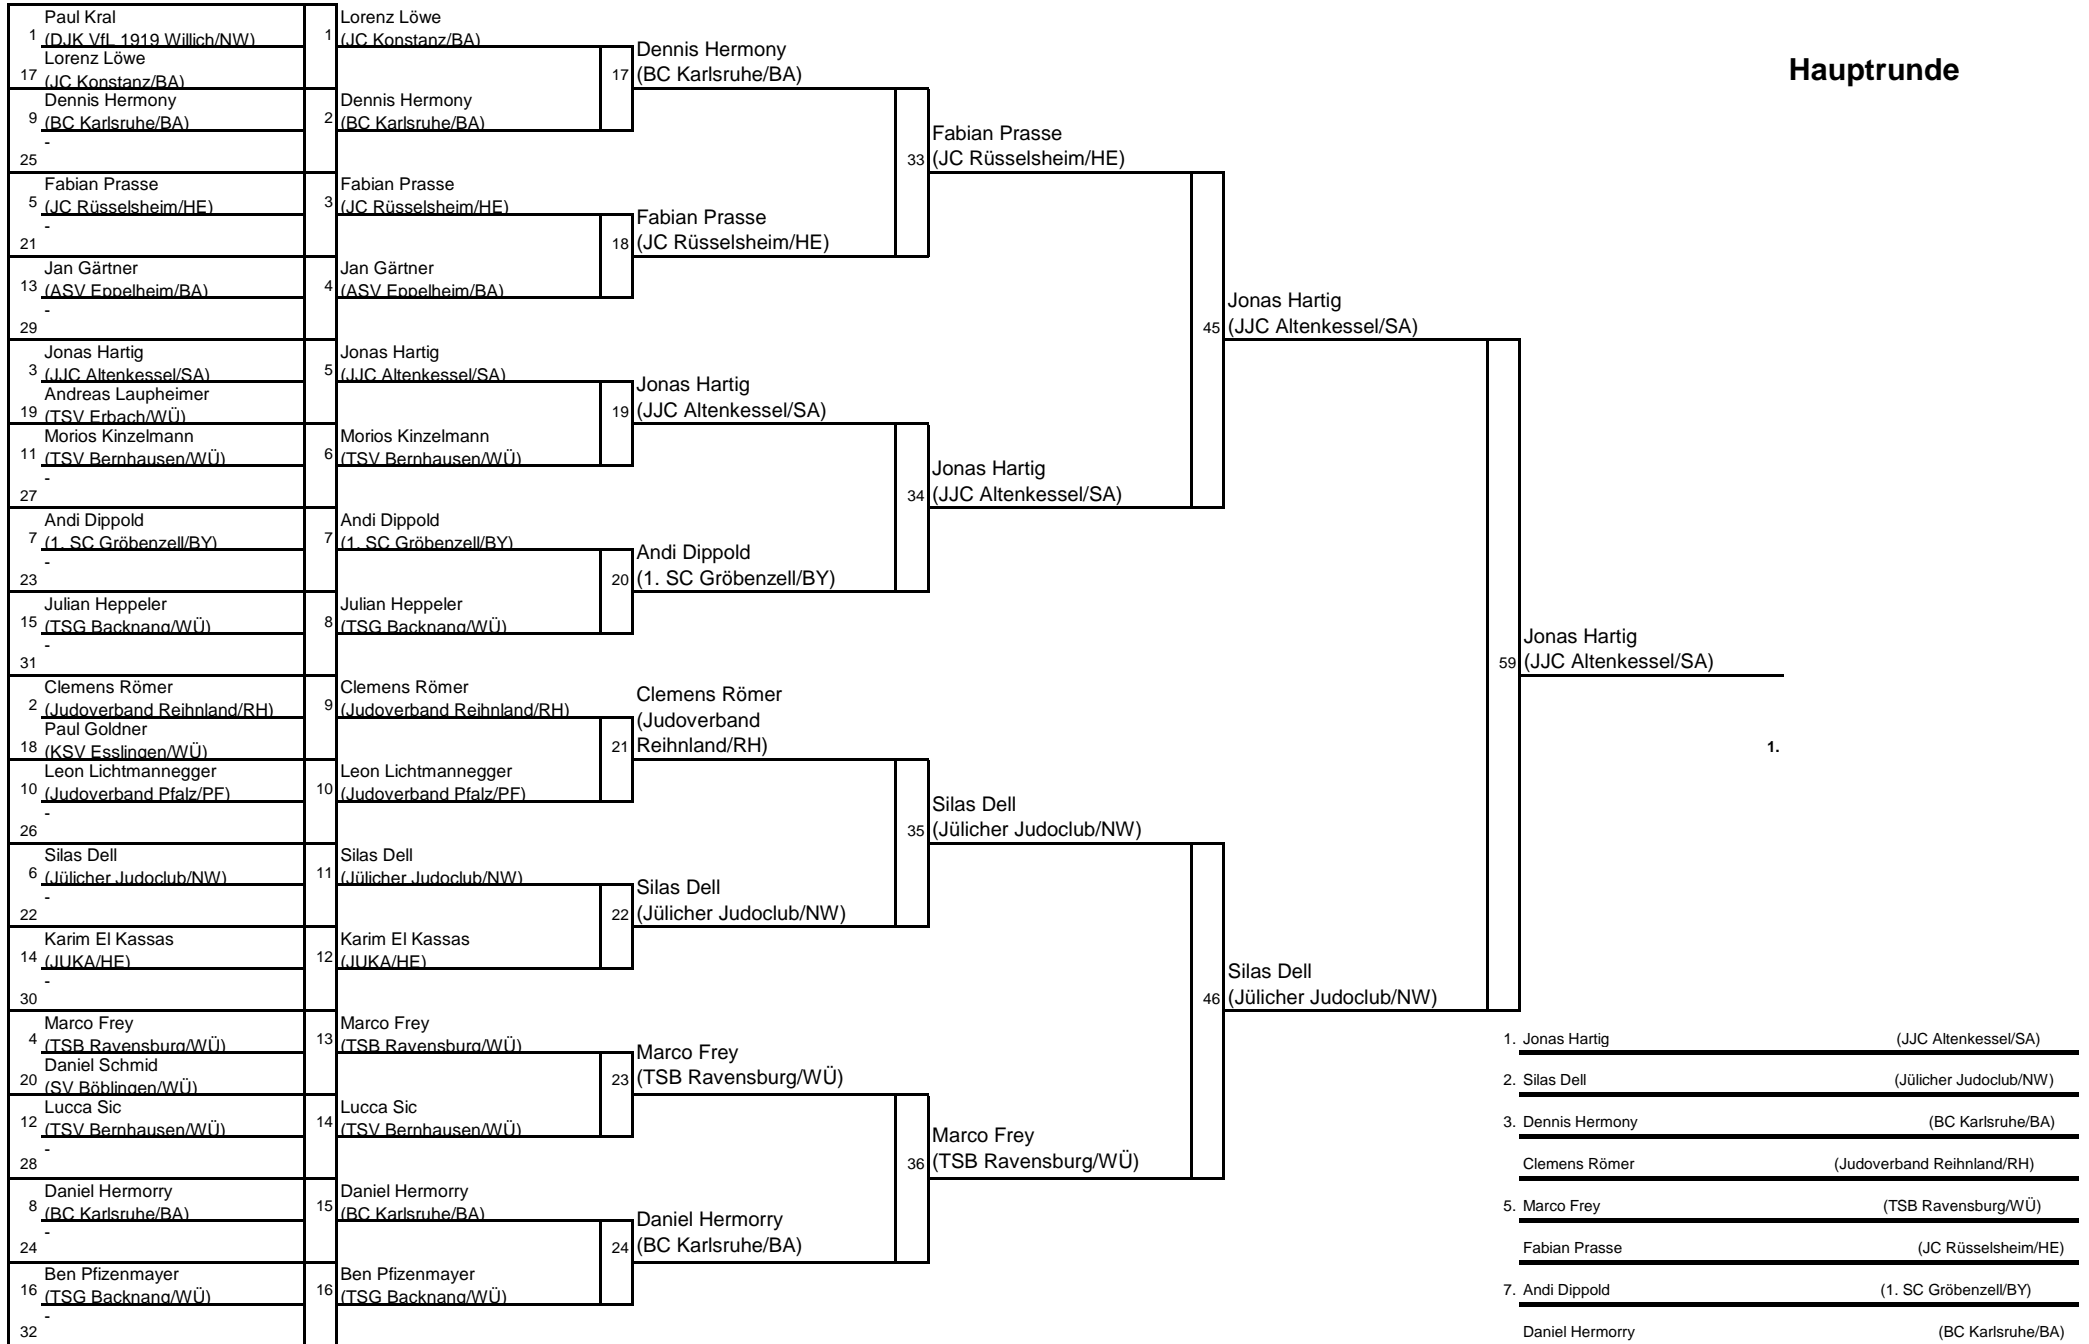 Hauptrunde
1 Paul Kral
(DJK VfL 1919 Willich/NW)
17 Lorenz Löwe
(JC Konstanz/BA)
9 Dennis Hermony
(BC Karlsruhe/BA)
25 -
5 Fabian Prasse
(JC Rüsselsheim/HE)
21 -
13 Jan Gärtner
(ASV Eppelheim/BA)
29 -
3 Jonas Hartig
(JJC Altenkessel/SA)
19 Andreas Laupheimer
(TSV Erbach/WÜ)
11 Morios Kinzelmann
(TSV Bernhausen/WÜ)
27 -
7 Andi Dippold
(1. SC Gröbenzell/BY)
23 -
15 Julian Heppeler
(TSG Backnang/WÜ)
31 -
2 Clemens Römer
(Judoverband Reihnland/RH)
18 Paul Goldner
(KSV Esslingen/WÜ)
10 Leon Lichtmannegger
(Judoverband Pfalz/PF)
26 -
6 Silas Dell
(Jülicher Judoclub/NW)
22 -
14 Karim El Kassas
(JUKA/HE)
30 -
4 Marco Frey
(TSB Ravensburg/WÜ)
20 Daniel Schmid
(SV Böblingen/WÜ)
12 Lucca Sic
(TSV Bernhausen/WÜ)
28 -
8 Daniel Hermorry
(BC Karlsruhe/BA)
24 -
16 Ben Pfizenmayer
(TSG Backnang/WÜ)
32 -
1 Lorenz Löwe
(JC Konstanz/BA)
2 Dennis Hermony
(BC Karlsruhe/BA)
3 Fabian Prasse
(JC Rüsselsheim/HE)
4 Jan Gärtner
(ASV Eppelheim/BA)
5 Jonas Hartig
(JJC Altenkessel/SA)
6 Morios Kinzelmann
(TSV Bernhausen/WÜ)
7 Andi Dippold
(1. SC Gröbenzell/BY)
8 Julian Heppeler
(TSG Backnang/WÜ)
9 Clemens Römer
(Judoverband Reihnland/RH)
10 Leon Lichtmannegger
(Judoverband Pfalz/PF)
11 Silas Dell
(Jülicher Judoclub/NW)
12 Karim El Kassas
(JUKA/HE)
13 Marco Frey
(TSB Ravensburg/WÜ)
14 Lucca Sic
(TSV Bernhausen/WÜ)
15 Daniel Hermorry
(BC Karlsruhe/BA)
16 Ben Pfizenmayer
(TSG Backnang/WÜ)
17 Dennis Hermony
(BC Karlsruhe/BA)
18 Fabian Prasse
(JC Rüsselsheim/HE)
19 Jonas Hartig
(JJC Altenkessel/SA)
20 Andi Dippold
(1. SC Gröbenzell/BY)
21 Clemens Römer
(Judoverband
Reihnland/RH)
22 Silas Dell
(Jülicher Judoclub/NW)
23 Marco Frey
(TSB Ravensburg/WÜ)
24 Daniel Hermorry
(BC Karlsruhe/BA)
33 Fabian Prasse
(JC Rüsselsheim/HE)
34 Jonas Hartig
(JJC Altenkessel/SA)
35 Silas Dell
(Jülicher Judoclub/NW)
36 Marco Frey
(TSB Ravensburg/WÜ)
45 Jonas Hartig
(JJC Altenkessel/SA)
46 Silas Dell
(Jülicher Judoclub/NW)
59 Jonas Hartig
(JJC Altenkessel/SA)
1.
1. Jonas Hartig (JJC Altenkessel/SA)
2. Silas Dell (Jülicher Judoclub/NW)
3. Dennis Hermony (BC Karlsruhe/BA)
Clemens Römer (Judoverband Reihnland/RH)
5. Marco Frey (TSB Ravensburg/WÜ)
Fabian Prasse (JC Rüsselsheim/HE)
7. Andi Dippold (1. SC Gröbenzell/BY)
Daniel Hermorry (BC Karlsruhe/BA)